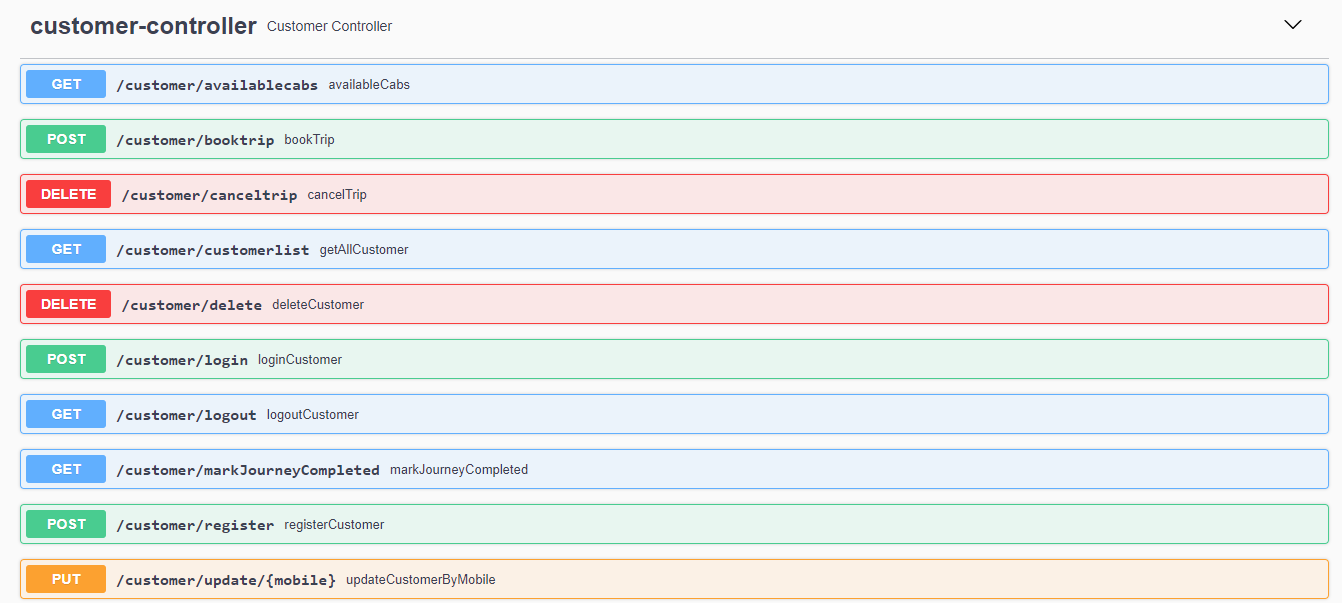 customer-controller Customer Controller
GET /customer/availablecabs availableCabs
POST /customer/booktrip bookTrip
DELETE /customer/canceltrip cancelTrip
GET /customer/customerlist getAllCustomer
DELETE /customer/delete deleteCustomer
POST /customer/login loginCustomer
GET /customer/logout logoutCustomer
GET /customer/markJourneyCompleted markJourneyCompleted
POST /customer/register registerCustomer
PUT /customer/update/{mobile} updateCustomerByMobile